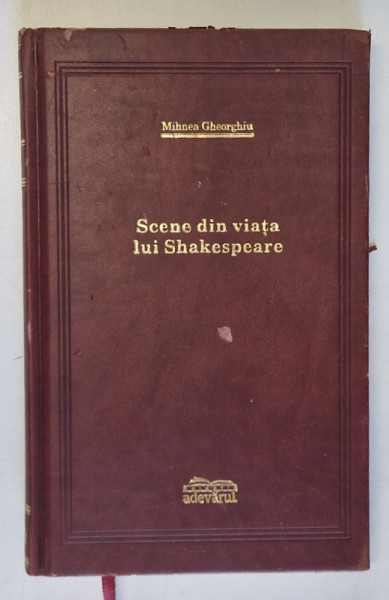 Mihnea Gheorghiu
Scene din viața
lui Shakespeare
adevărul